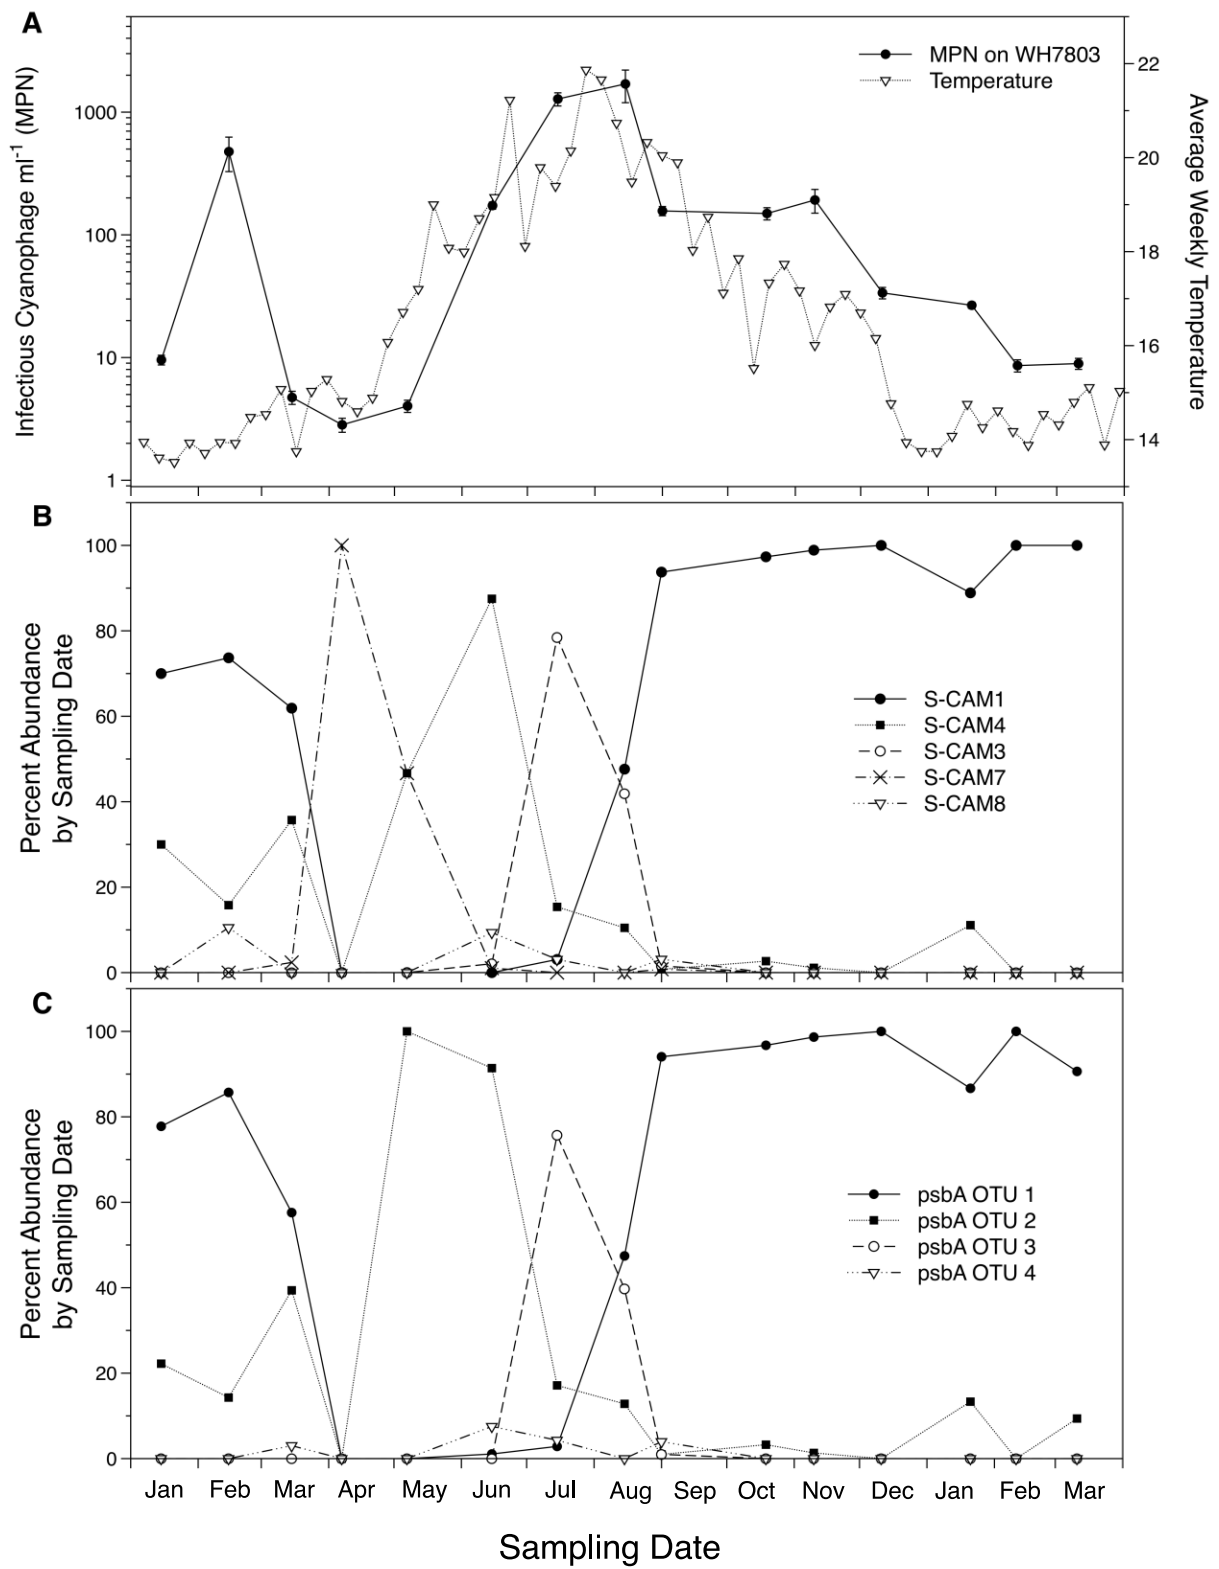 A
Infectious Cyanophage ml-1 (MPN)
1000
100
10
1
MPN on WH7803
Temperature
22
20
18
16
14
Average Weekly Temperature
B
Percent Abundance
by Sampling Date
100
80
60
40
20
0
S-CAM1
S-CAM4
S-CAM3
S-CAM7
S-CAM8
C
Percent Abundance
by Sampling Date
100
80
60
40
20
0
psbA OTU 1
psbA OTU 2
psbA OTU 3
psbA OTU 4
Jan Feb Mar Apr May Jun Jul Aug Sep Oct Nov Dec Jan Feb Mar
Sampling Date